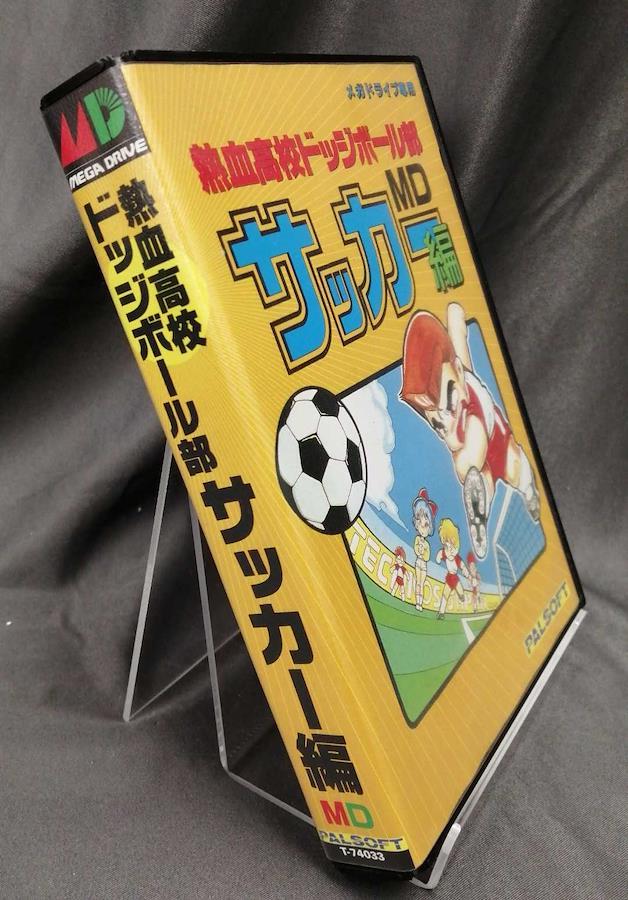 MD
MEGA DRIVE
熱血高校
ドッジボール部
サッカー編
MD
PALSOFT
T-74033
メガドライブ専用
熱血高校ドッジボール部
MD
サッカー編
PALSOFT